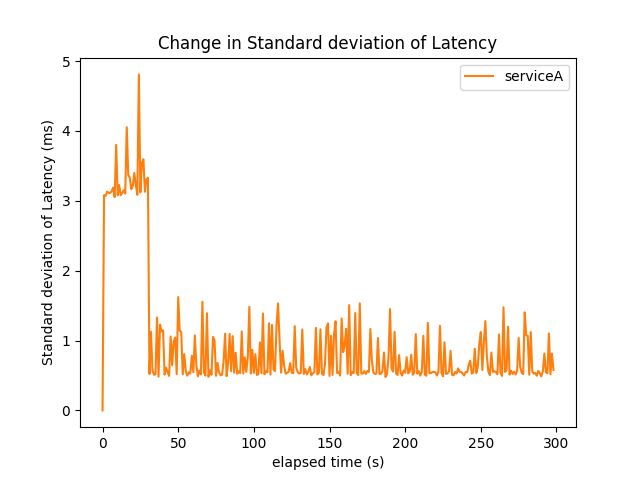 Change in Standard deviation of Latency
serviceA
Standard deviation of Latency (ms)
5
4
3
2
1
0
0 50 100 150 200 250 300
elapsed time (s)